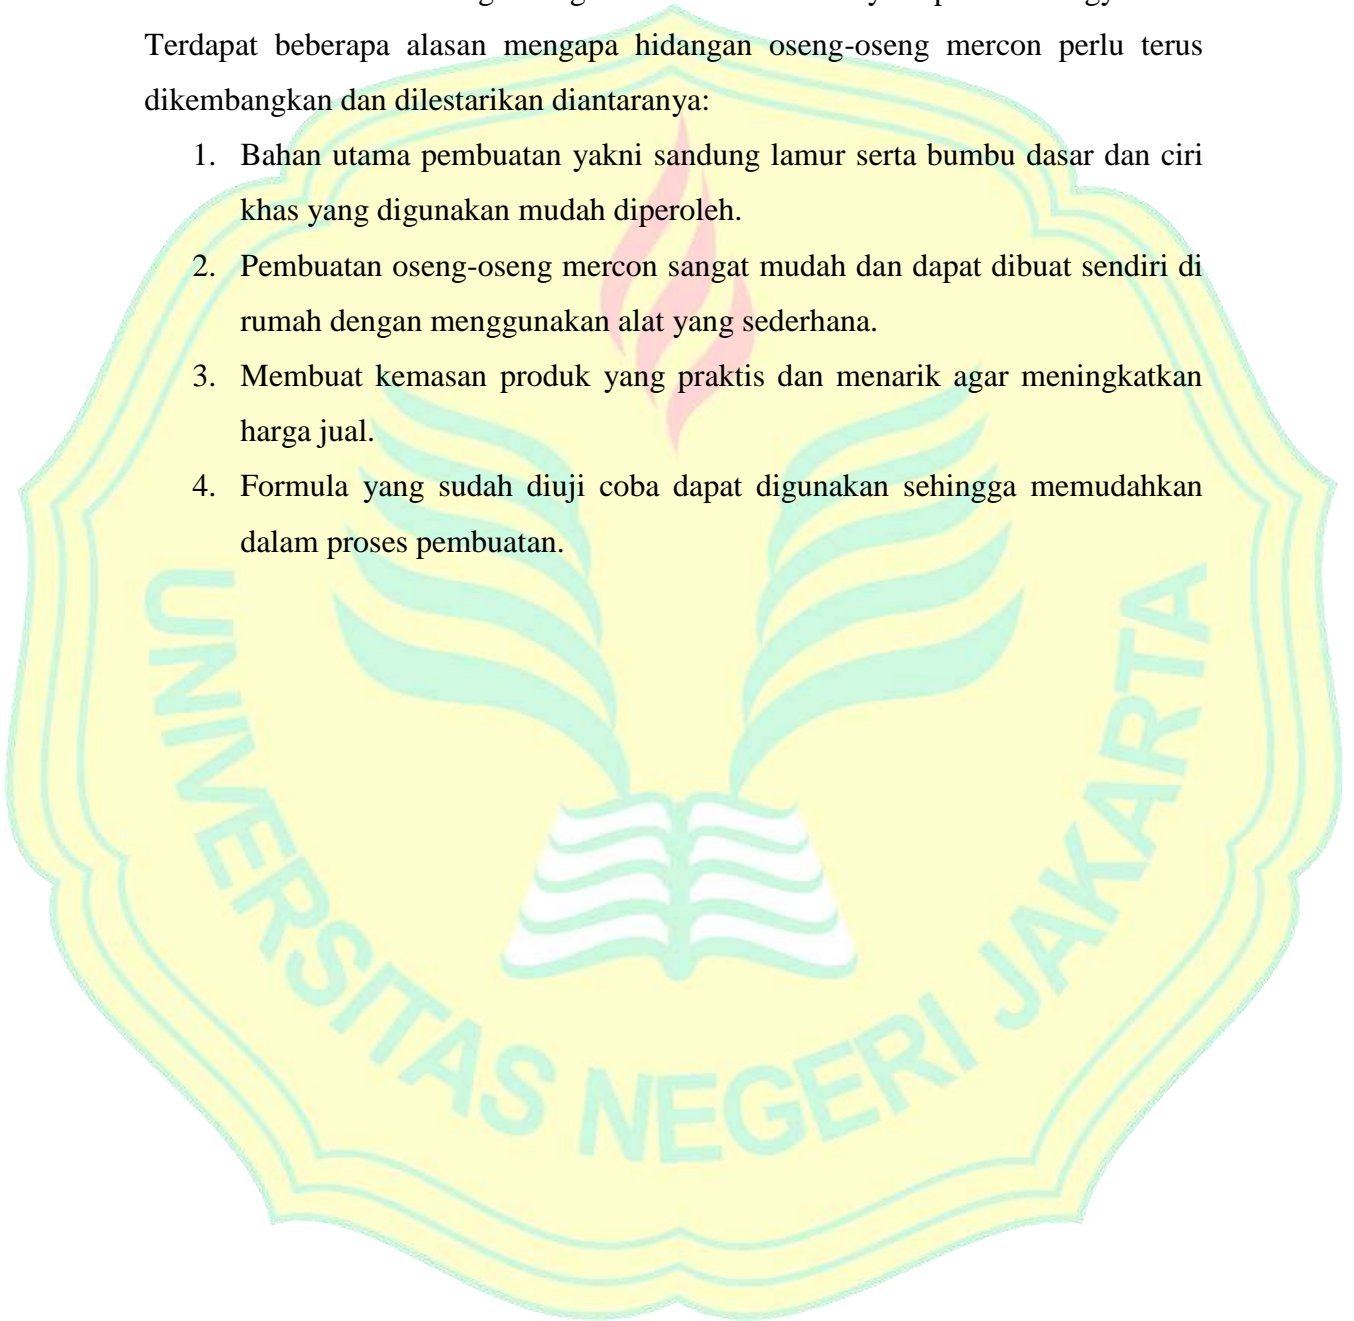 Terdapat beberapa alasan mengapa hidangan oseng-oseng mercon perlu terus
dikembangkan dan dilestarikan diantaranya:
1. Bahan utama pembuatan yakni sandung lamur serta bumbu dasar dan ciri
khas yang digunakan mudah diperoleh.
2. Pembuatan oseng-oseng mercon sangat mudah dan dapat dibuat sendiri di
rumah dengan menggunakan alat yang sederhana.
3. Membuat kemasan produk yang praktis dan menarik agar meningkatkan
harga jual.
4. Formula yang sudah diuji coba dapat digunakan sehingga memudahkan
dalam proses pembuatan.
UNIVERSITAS NEGERI JAKARTA